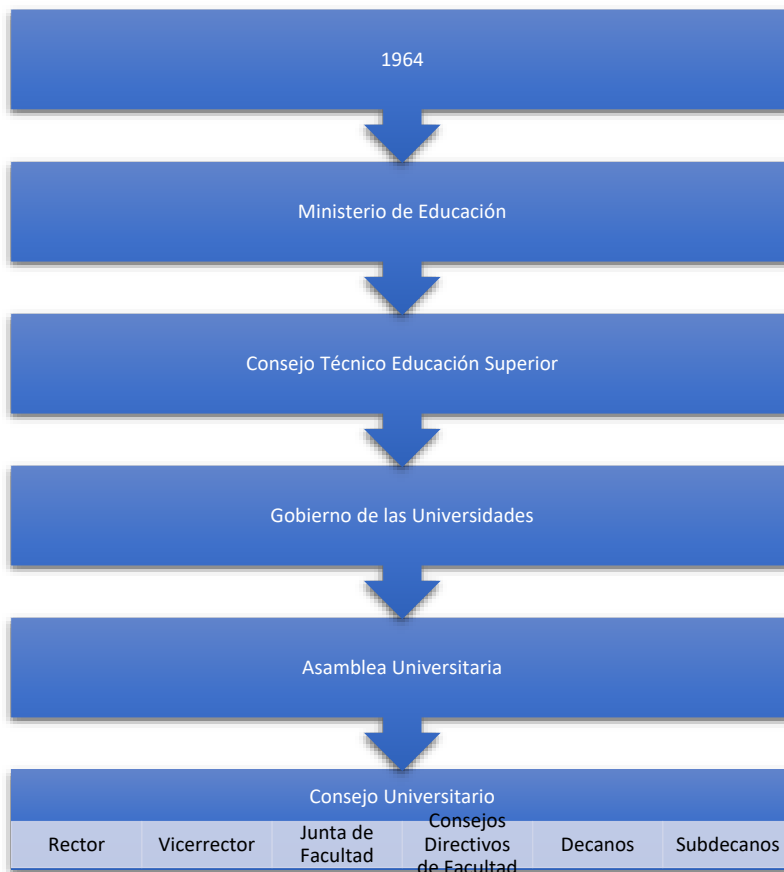 1964
Ministerio de Educación
Consejo Técnico Educación Superior
Gobierno de las Universidades
Asamblea Universitaria
Consejo Universitario
Rector
Vicerrector
Junta de
Facultad
Consejos
Directivos
de Facultad
Decanos
Subdecanos